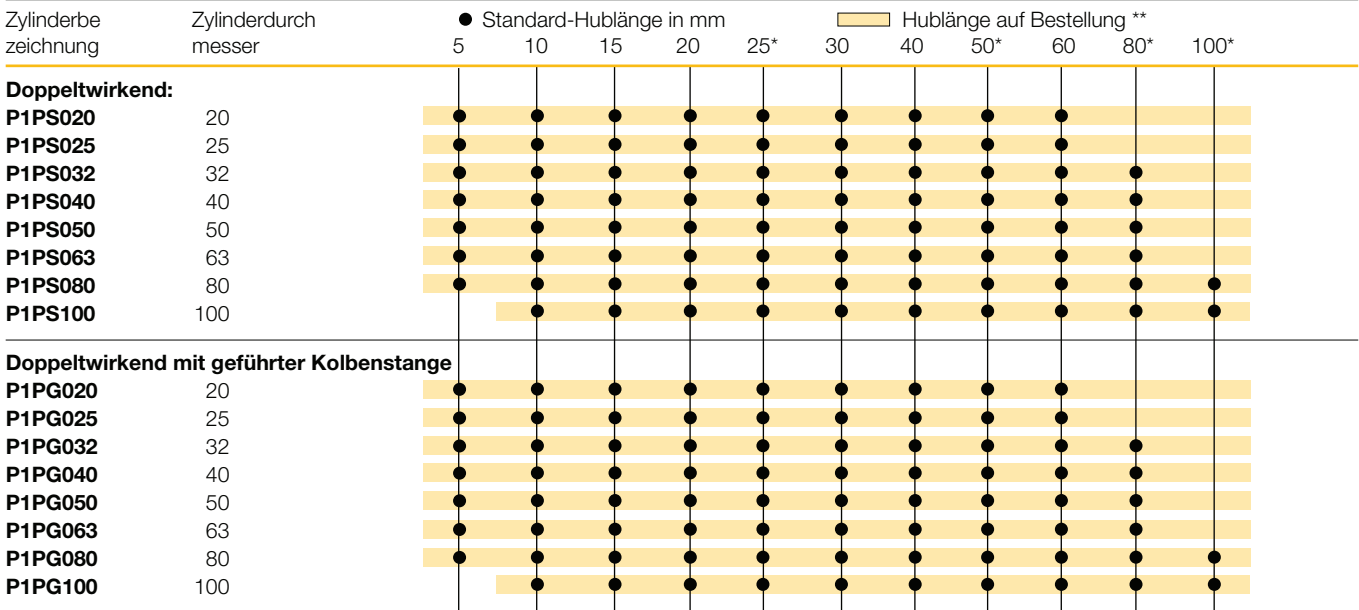 Zylinderbe Zylinderdurch ● Standard-Hublänge in mm Hublänge auf Bestellung **
zeichnung messer 5 10 15 20 25* 30 40 50* 60 80* 100*
Doppeltwirkend:
P1PS020 20
P1PS025 25
P1PS032 32
P1PS040 40
P1PS050 50
P1PS063 63
P1PS080 80
P1PS100 100
Doppeltwirkend mit geführter Kolbenstange
P1PG020 20
P1PG025 25
P1PG032 32
P1PG040 40
P1PG050 50
P1PG063 63
P1PG080 80
P1PG100 100